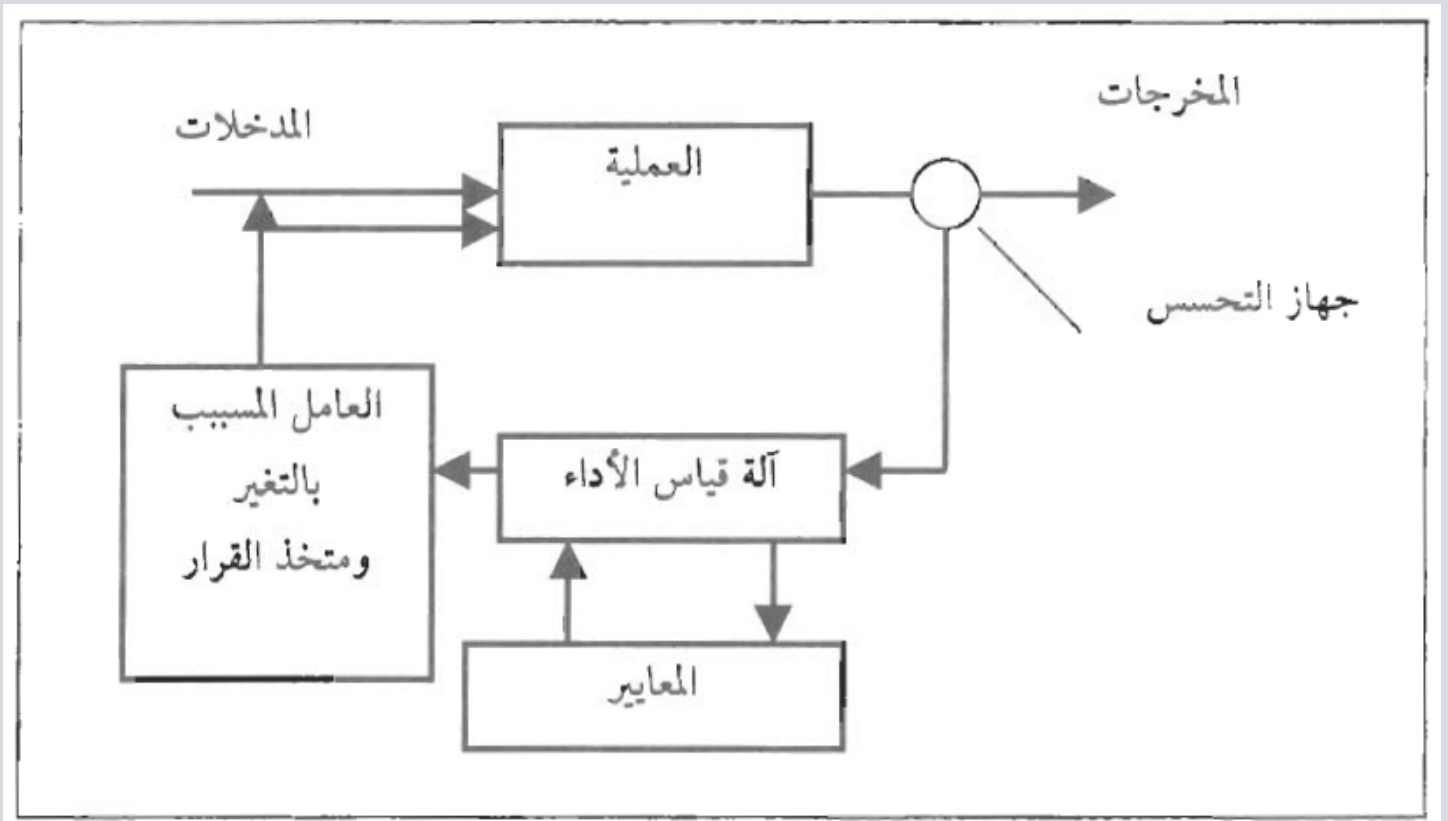 المخرجات
المدخلات
العملية
جهاز التحسس
العامل المسبب
بالتغير
ومتخذ القرار
آلة قياس الأداء
المعايير